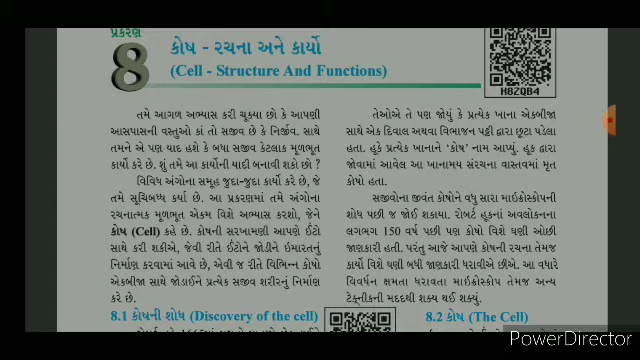 પ્રકરણ
8
કોષ - રચના અને કાર્યો
(Cell - Structure And Functions)
H8ZQB4
તમે આગળ અભ્યાસ કરી ચૂક્યા છો કે આપણી
આસપાસની વસ્તુઓ કાં તો સજીવ છે કે નિર્જીવ. સાથે
તમને એ પણ યાદ હશે કે બધા સજીવ કેટલાક મૂળભૂત
કાર્યો કરે છે. શું તમે આ કાર્યોની યાદી બનાવી શકો છો ?
વિવિધ અંગોના સમૂહ જુદા-જુદા કાર્યો કરે છે, જે
તમે સૂચિબધ્ધ કર્યા છે. આ પ્રકરણમાં તમે અંગોના
રચનાત્મક મૂળભૂત એકમ વિશે અભ્યાસ કરશો, જેને
કોષ (Cell) કહે છે. કોષની સરખામણી આપણે ઈંટો
સાથે કરી શકીએ, જેવી રીતે ઈંટોને જોડીને ઇમારતનું
નિર્માણ કરવામાં આવે છે, એવી જ રીતે વિભિન્ન કોષો
એકબીજા સાથે જોડાઈને પ્રત્યેક સજીવ શરીરનું નિર્માણ
કરે છે.
8.1 કોષની શોધ (Discovery of the cell)
તેઓએ તે પણ જોયું કે પ્રત્યેક ખાના એકબીજા
સાથે એક દિવાલ અથવા વિભાજન પટ્ટી દ્વારા છૂટા પડેલા
હતા. હુકે પ્રત્યેક ખાનાને 'કોષ' નામ આપ્યું. હૂક દ્વારા
જોવામાં આવેલ આ ખાનામય સંરચના વાસ્તવમાં મૃત
કોષો હતા.
સજીવોના જીવંત કોષોને વધુ સારા માઇક્રોસ્કોપની
શોધ પછી જ જોઈ શકાયા. રોબર્ટ હૂકનાં અવલોકનના
લગભગ 150 વર્ષ પછી પણ કોષો વિશે ઘણી ઓછી
જાણકારી હતી. પરંતુ આજે આપણે કોષની રચના તેમજ
કાર્યો વિશે ઘણી બધી જાણકારી ધરાવીએ છીએ. આ વધારે
વિવર્ધન ક્ષમતા ધરાવતા માઇક્રોસ્કોપ તેમજ અન્ય
ટેક્નીકની મદદથી શક્ય થઈ શક્યું.
8.2 કોષ (The Cell)
PowerDirector